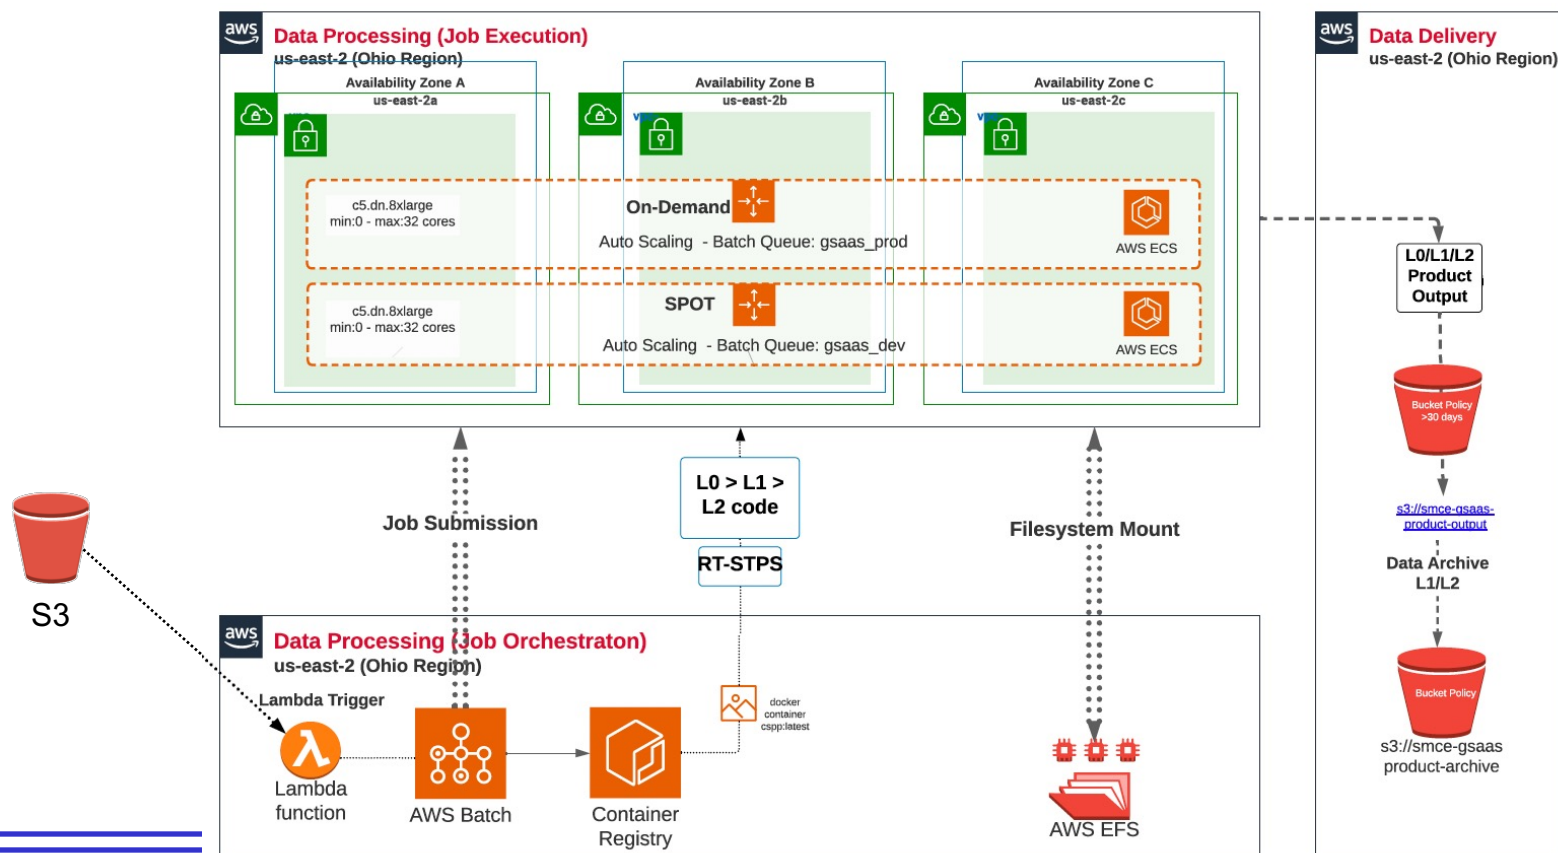 aws
Data Processing (Job Execution)
us-east-2 (Ohio Region)
Availability Zone A
us-east-2a
Availability Zone B
us-east-2b
Availability Zone C
us-east-2c
c5.dn.8xlarge
min:0 - max:32 cores
On-Demand
Auto Scaling - Batch Queue: gsaas_prod
AWS ECS
c5.dn.8xlarge
min:0 - max:32 cores
SPOT
Auto Scaling - Batch Queue: gsaas_dev
AWS ECS
aws
Data Delivery
us-east-2 (Ohio Region)
L0/L1/L2
Product
Output
Bucket Policy
>30 days
s3://smce-gsaas-
product-output
Data Archive
L1/L2
Bucket Policy
s3://smce-gsaas
product-archive
S3
Job Submission
L0 > L1 >
L2 code
RT-STPS
Filesystem Mount
aws
Data Processing (Job Orchestraton)
us-east-2 (Ohio Region)
Lambda Trigger
Lambda
function
AWS Batch
Container
Registry
docker
container
cspp:latest
AWS EFS